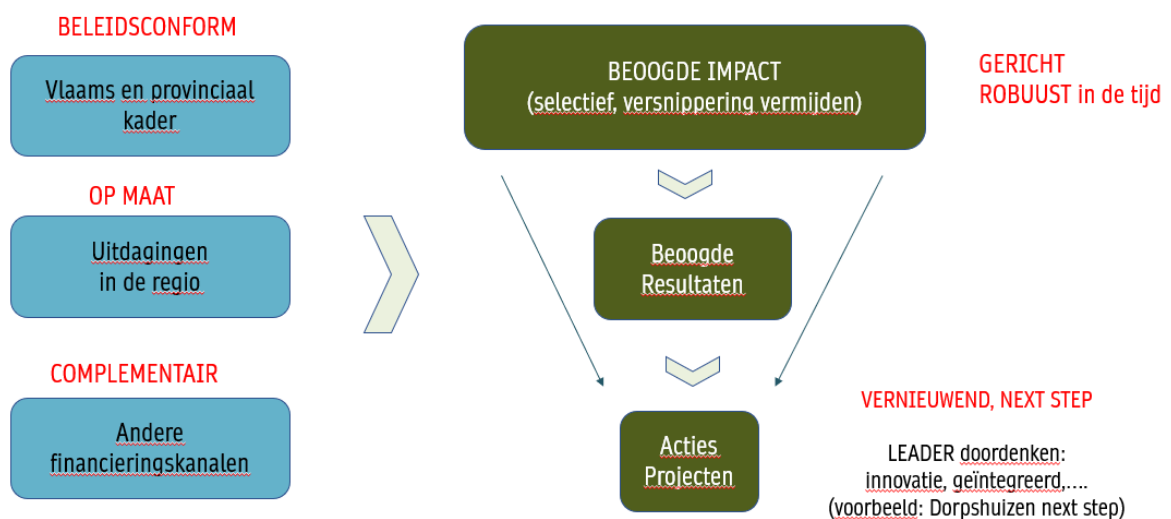 BELEIDSCONFORM
Vlaams en provinciaal
kader
OP MAAT
Uitdagingen
in de regio
COMPLEMENTAIR
Andere
financieringskanalen
BEOOGDE IMPACT
(selectief, versnippering vermijden)
GERICHT
ROBUUST in de tijd
Beoogde
Resultaten
Acties
Projecten
VERNIEUWEND, NEXT STEP
LEADER doordenken:
innovatie, geïntegreerd,....
(voorbeeld: Dorpshuizen next step)